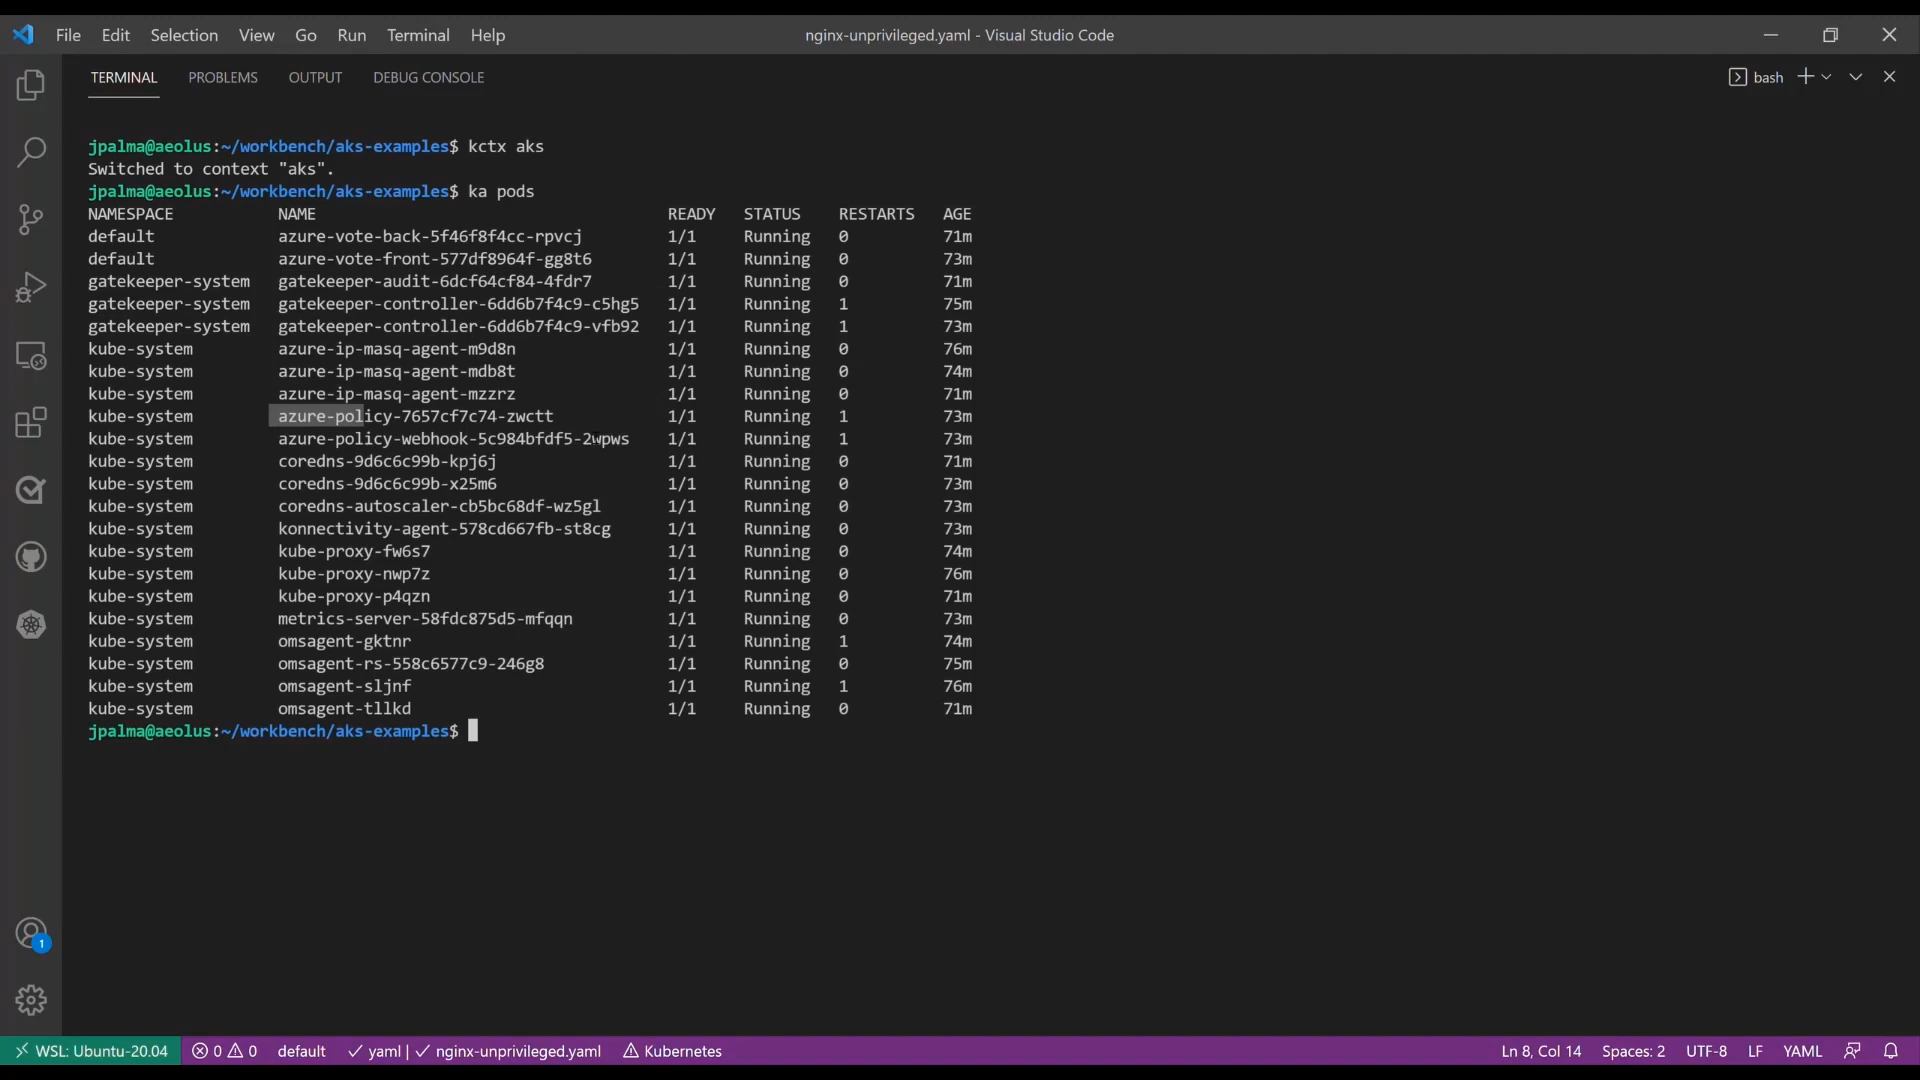 File Edit Selection View Go Run Terminal Help nginx-unprivileged.yaml - Visual Studio Code
TERMINAL PROBLEMS OUTPUT DEBUG CONSOLE bash
jpalma@aeolus:~/workbench/aks-examples$ kctx aks
Switched to context "aks".
jpalma@aeolus:~/workbench/aks-examples$ ka pods
NAMESPACE NAME READY STATUS RESTARTS AGE
default azure-vote-back-5f46f8f4cc-rpvcj 1/1 Running 0 71m
default azure-vote-front-577df8964f-gg8t6 1/1 Running 0 73m
gatekeeper-system gatekeeper-audit-6dcf64cf84-4fdr7 1/1 Running 0 71m
gatekeeper-system gatekeeper-controller-6dd6b7f4c9-c5hg5 1/1 Running 1 75m
gatekeeper-system gatekeeper-controller-6dd6b7f4c9-vfb92 1/1 Running 1 73m
kube-system azure-ip-masq-agent-m9d8n 1/1 Running 0 76m
kube-system azure-ip-masq-agent-mdb8t 1/1 Running 0 74m
kube-system azure-ip-masq-agent-mzzrz 1/1 Running 0 71m
kube-system azure-policy-7657cf7c74-zwctt 1/1 Running 1 73m
kube-system azure-policy-webhook-5c984bfdf5-2wpws 1/1 Running 1 73m
kube-system coredns-9d6c6c99b-kpj6j 1/1 Running 0 71m
kube-system coredns-9d6c6c99b-x25m6 1/1 Running 0 73m
kube-system coredns-autoscaler-cb5bc68df-wz5gl 1/1 Running 0 73m
kube-system konnectivity-agent-578cd667fb-st8cg 1/1 Running 0 73m
kube-system kube-proxy-fw6s7 1/1 Running 0 74m
kube-system kube-proxy-nwp7z 1/1 Running 0 76m
kube-system kube-proxy-p4qzn 1/1 Running 0 71m
kube-system metrics-server-58fdc875d5-mfqqn 1/1 Running 0 73m
kube-system omsagent-gktnr 1/1 Running 1 74m
kube-system omsagent-rs-558c6577c9-246g8 1/1 Running 0 75m
kube-system omsagent-sljnf 1/1 Running 1 76m
kube-system omsagent-tllkd 1/1 Running 0 71m
jpalma@aeolus:~/workbench/aks-examples$
1
WSL: Ubuntu-20.04 0 0 default yaml | nginx-unprivileged.yaml Kubernetes Ln 8, Col 14 Spaces: 2 UTF-8 LF YAML